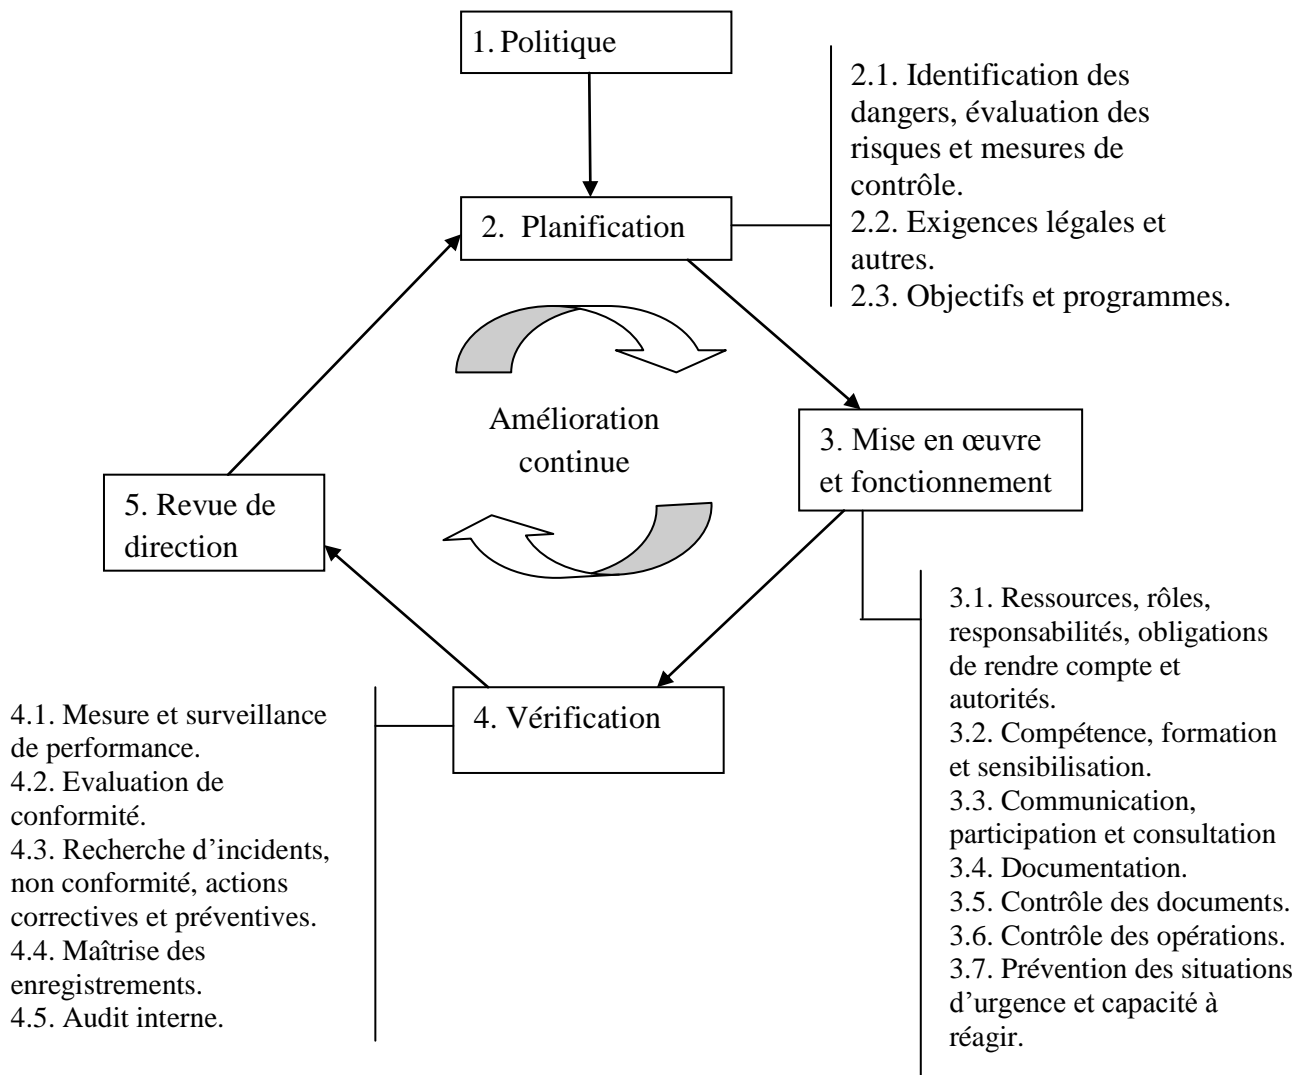 1. Politique
2.1. Identification des
dangers, évaluation des
risques et mesures de
contrôle.
2.2. Exigences légales et
autres.
2.3. Objectifs et programmes.
2. Planification
Amélioration
continue
3. Mise en œuvre
et fonctionnement
5. Revue de
direction
3.1. Ressources, rôles,
responsabilités, obligations
de rendre compte et
autorités.
3.2. Compétence, formation
et sensibilisation.
3.3. Communication,
participation et consultation
3.4. Documentation.
3.5. Contrôle des documents.
3.6. Contrôle des opérations.
3.7. Prévention des situations
d’urgence et capacité à
réagir.
4. Vérification
4.1. Mesure et surveillance
de performance.
4.2. Evaluation de
conformité.
4.3. Recherche d’incidents,
non conformité, actions
correctives et préventives.
4.4. Maîtrise des
enregistrements.
4.5. Audit interne.